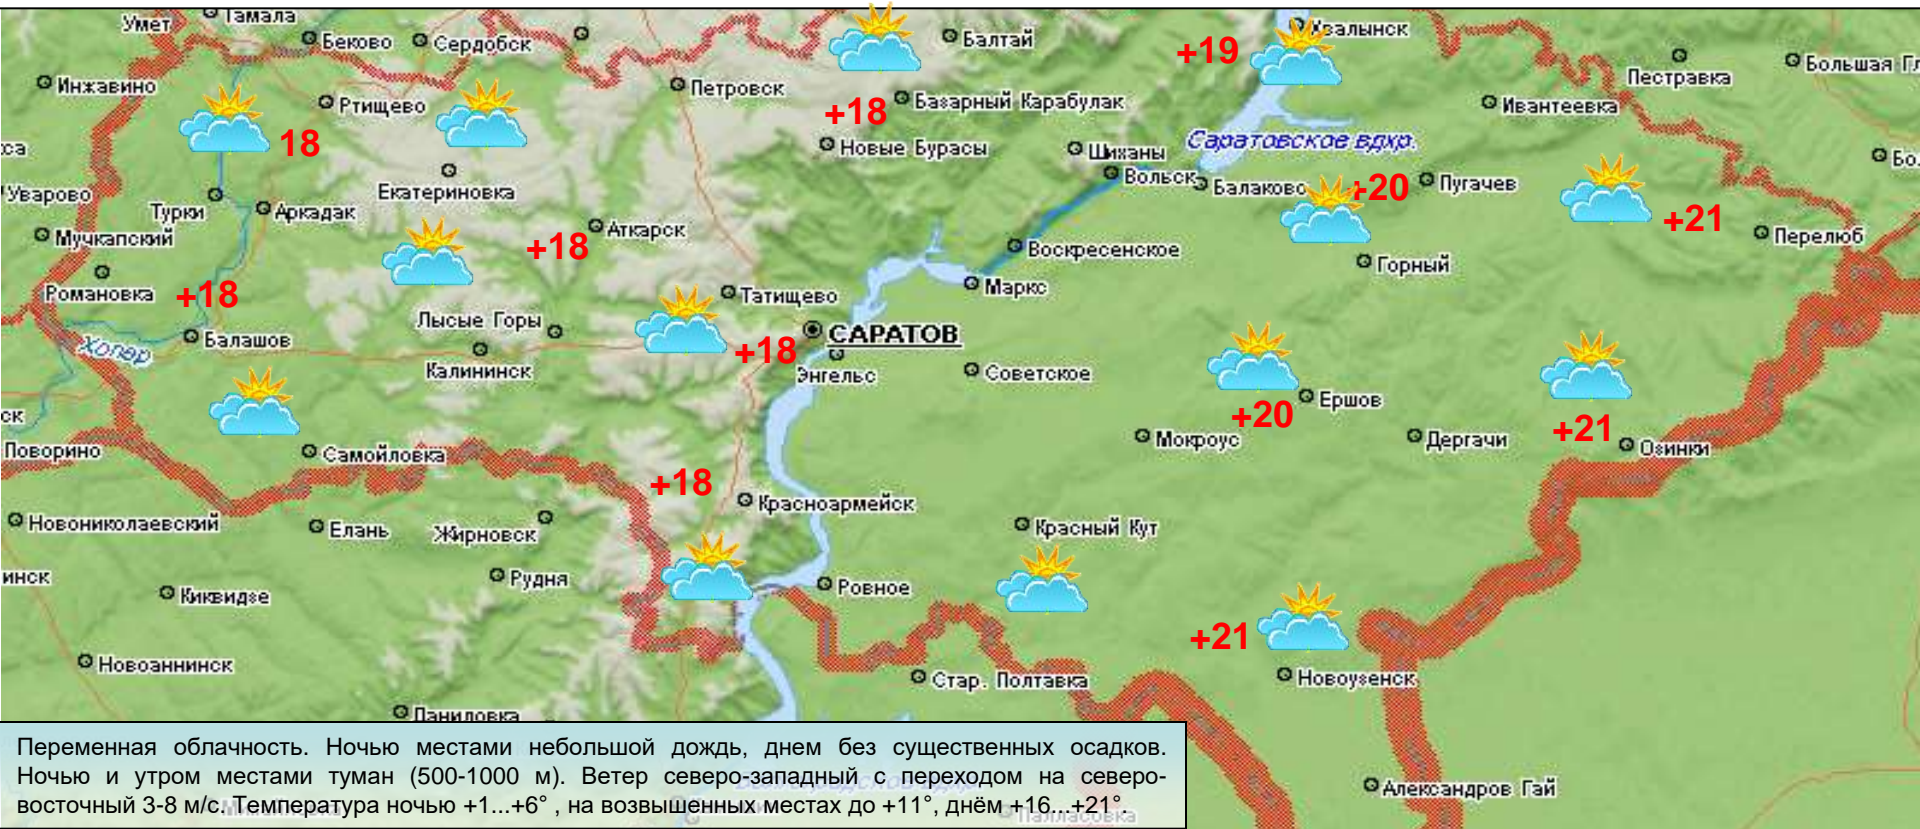 Умет
Тамала
Беково
Сердобск
Балтай
+19
Хвалынск
Пестравка
Большая Гл
Инжавино
Ртищево
Петровск
+18
Базарный Карабулак
Ивантеевка
18
Новые Бурасы
Шиханы
Саратовское вдхр.
са
Бо.
Уварово
Екатериновка
Вольск
Балаково
+20
Пугачев
Турки
Аркадак
Аткарск
+21
Перелюб
Мучкапский
+18
Воскресенское
Горный
Романовка
+18
Татищево
Маркс
Лысые Горы
САРАТОВ
Хопер
Балашов
+18
Калининск
Энгельс
Советское
Ершов
+20
ск
Мокроус
Дергачи
+21
Озинки
Поворино
Самойловка
+18
Красноармейск
Новониколаевский
Елань
Жирновск
Красный Кут
инск
Рудня
Ровное
Киквидзе
+21
Новоаннинск
Стар. Полтавка
Новоузенск
Даниловка
Переменная облачность. Ночью местами небольшой дождь, днем без существенных осадков.
Ночью и утром местами туман (500-1000 м). Ветер северо-западный с переходом на северо-
восточный 3-8 м/с. Температура ночью +1...+6° , на возвышенных местах до +11°, днём +16...+21°.
Александров Гай
Палласовка